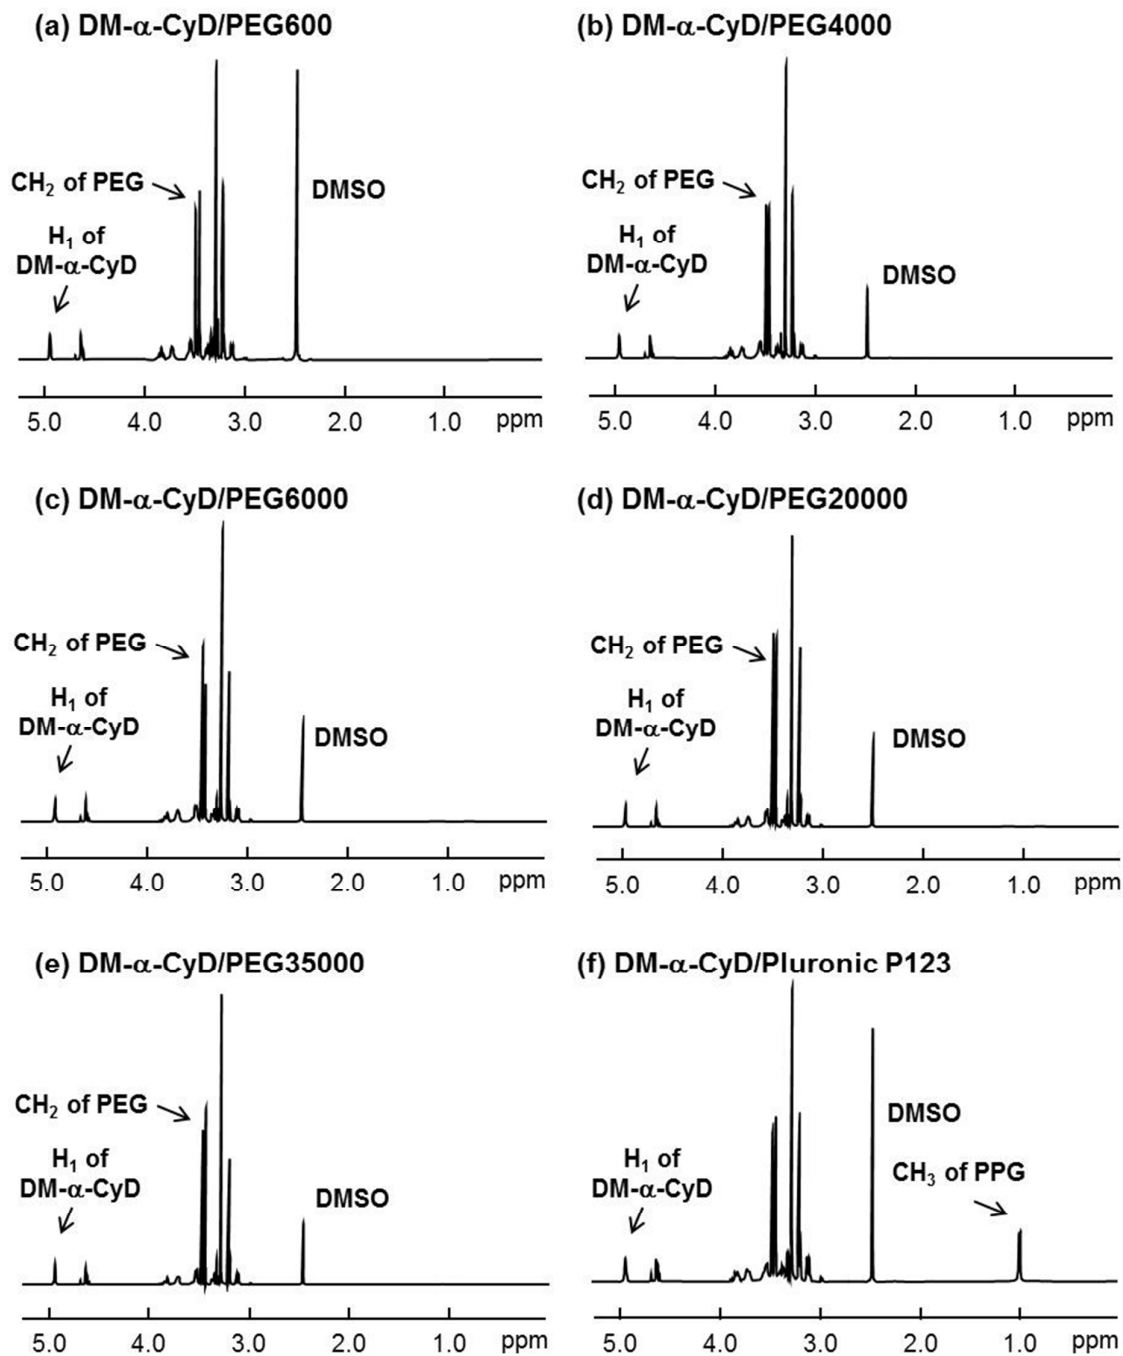 (a) DM-α-CyD/PEG600
CH₂ of PEG
DMSO
H₁ of
DM-α-CyD
5.0 4.0 3.0 2.0 1.0 ppm
(b) DM-α-CyD/PEG4000
CH₂ of PEG
H₁ of
DM-α-CyD
DMSO
5.0 4.0 3.0 2.0 1.0 ppm
(c) DM-α-CyD/PEG6000
CH₂ of PEG
H₁ of
DM-α-CyD
DMSO
5.0 4.0 3.0 2.0 1.0 ppm
(d) DM-α-CyD/PEG20000
CH₂ of PEG
H₁ of
DM-α-CyD
DMSO
5.0 4.0 3.0 2.0 1.0 ppm
(e) DM-α-CyD/PEG35000
CH₂ of PEG
H₁ of
DM-α-CyD
DMSO
5.0 4.0 3.0 2.0 1.0 ppm
(f) DM-α-CyD/Pluronic P123
DMSO
H₁ of
DM-α-CyD
CH₃ of PPG
5.0 4.0 3.0 2.0 1.0 ppm